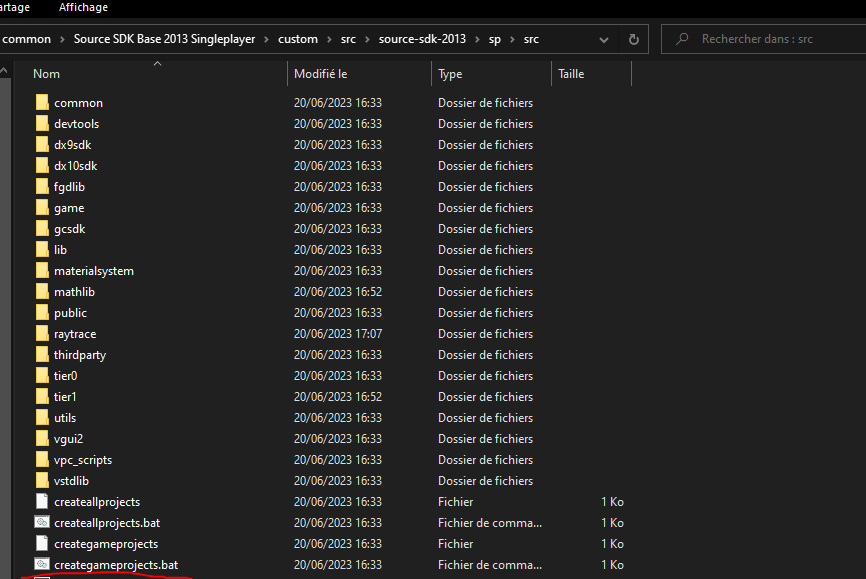 artage Affichage
common > Source SDK Base 2013 Singleplayer > custom > src > source-sdk-2013 > sp > src Rechercher dans : src
Nom Modifié le Type Taille
common 20/06/2023 16:33 Dossier de fichiers
devtools 20/06/2023 16:33 Dossier de fichiers
dx9sdk 20/06/2023 16:33 Dossier de fichiers
dx10sdk 20/06/2023 16:33 Dossier de fichiers
fgdlib 20/06/2023 16:33 Dossier de fichiers
game 20/06/2023 16:33 Dossier de fichiers
gcsdk 20/06/2023 16:33 Dossier de fichiers
lib 20/06/2023 16:33 Dossier de fichiers
materialsystem 20/06/2023 16:33 Dossier de fichiers
mathlib 20/06/2023 16:52 Dossier de fichiers
public 20/06/2023 16:33 Dossier de fichiers
raytrace 20/06/2023 17:07 Dossier de fichiers
thirdparty 20/06/2023 16:33 Dossier de fichiers
tier0 20/06/2023 16:33 Dossier de fichiers
tier1 20/06/2023 16:52 Dossier de fichiers
utils 20/06/2023 16:33 Dossier de fichiers
vgui2 20/06/2023 16:33 Dossier de fichiers
vpc_scripts 20/06/2023 16:33 Dossier de fichiers
vstdlib 20/06/2023 16:33 Dossier de fichiers
createallprojects 20/06/2023 16:33 Fichier 1 Ko
createallprojects.bat 20/06/2023 16:33 Fichier de comma... 1 Ko
creategameprojects 20/06/2023 16:33 Fichier 1 Ko
creategameprojects.bat 20/06/2023 16:33 Fichier de comma... 1 Ko